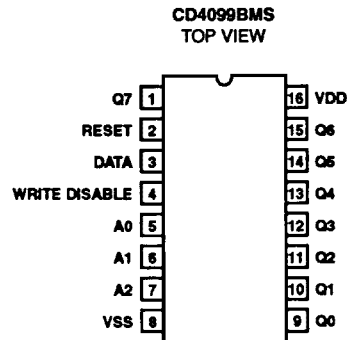 CD4099BMS
TOP VIEW
Q7 1 16 VDD
RESET 2 15 Q6
DATA 3 14 Q5
WRITE DISABLE 4 13 Q4
A0 5 12 Q3
A1 6 11 Q2
A2 7 10 Q1
VSS 8 9 Q0